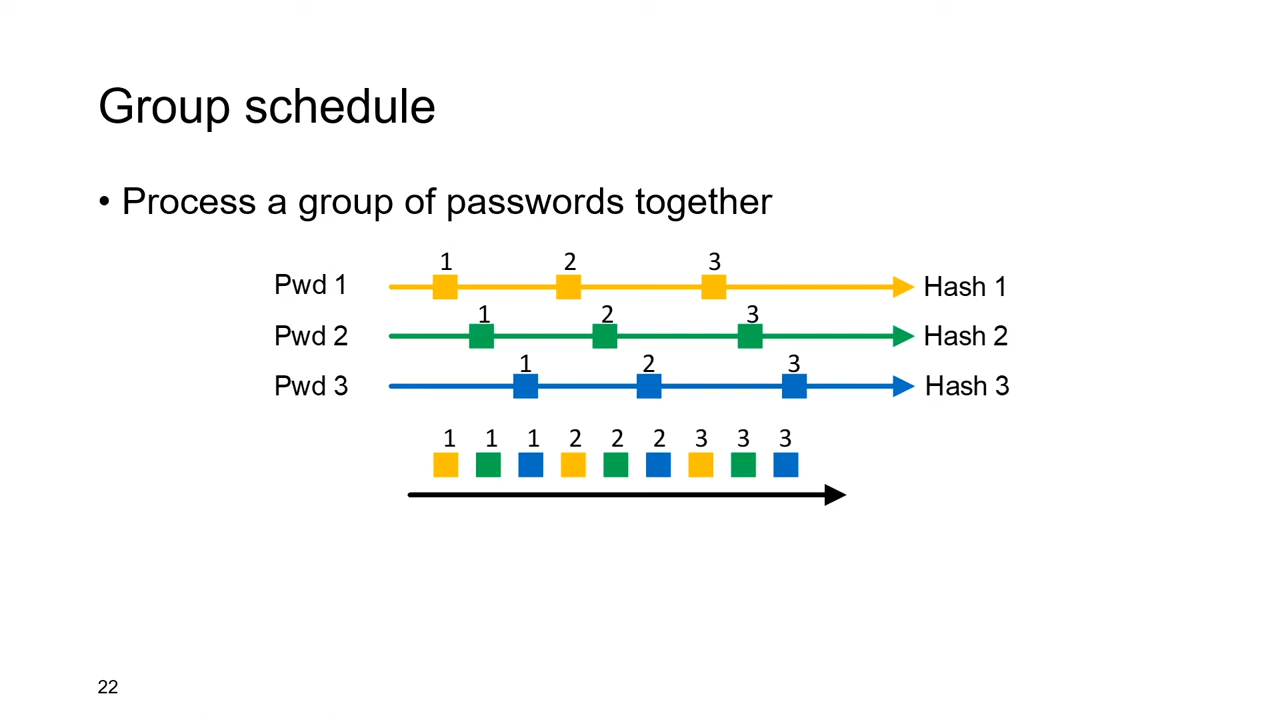 Group schedule
• Process a group of passwords together
1 2 3
Pwd 1 Hash 1
1 2 3
Pwd 2 Hash 2
1 2 3
Pwd 3 Hash 3
1 1 1 2 2 2 3 3 3
22